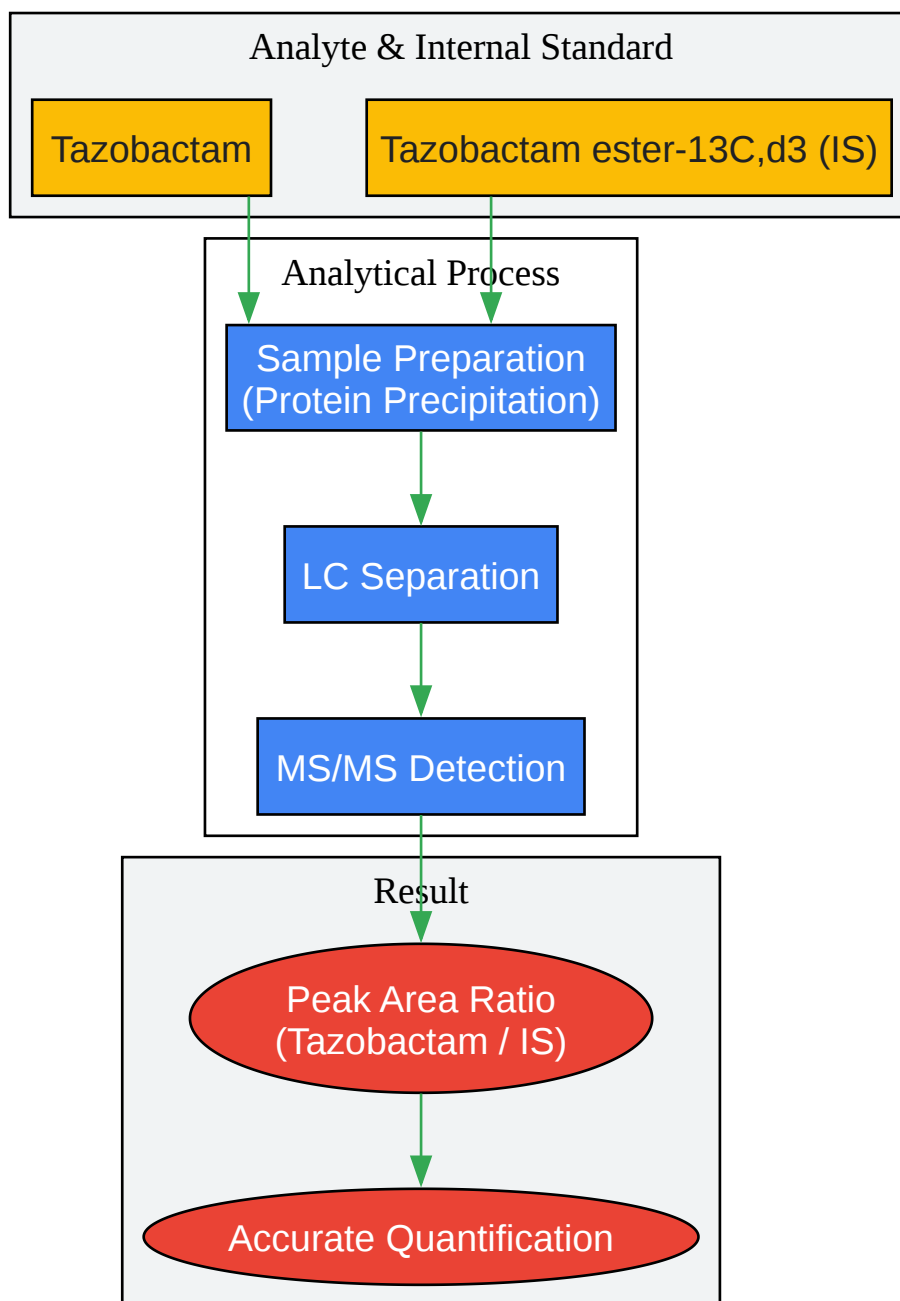 Analyte & Internal Standard
Tazobactam
Tazobactam ester-13C,d3 (IS)
Analytical Process
Sample Preparation
(Protein Precipitation)
LC Separation
MS/MS Detection
Result
Peak Area Ratio
(Tazobactam / IS)
Accurate Quantification